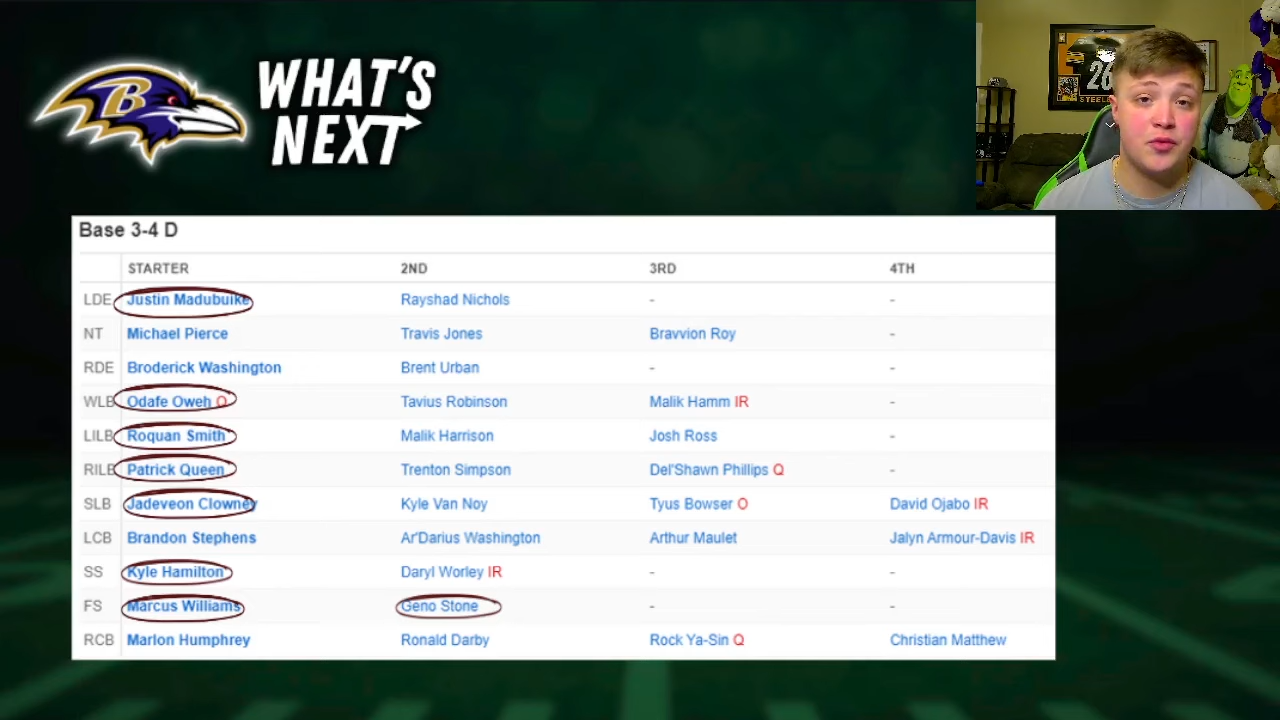 B
WHAT'S
NEXT
26
STEELERS
Base 3-4 D
STARTER 2ND 3RD 4TH
LDE Justin Madubuike Rayshad Nichols - -
NT Michael Pierce Travis Jones Bravvion Roy -
RDE Broderick Washington Brent Urban - -
WLB Odafe Oweh O Tavius Robinson Malik Hamm IR -
LILB Roquan Smith Malik Harrison Josh Ross -
RILB Patrick Queen Trenton Simpson Del'Shawn Phillips Q -
SLB Jadeveon Clowney Kyle Van Noy Tyus Bowser O David Ojabo IR
LCB Brandon Stephens Ar'Darius Washington Arthur Maulet Jalyn Armour-Davis IR
SS Kyle Hamilton Daryl Worley IR - -
FS Marcus Williams Geno Stone - -
RCB Marlon Humphrey Ronald Darby Rock Ya-Sin Q Christian Matthew